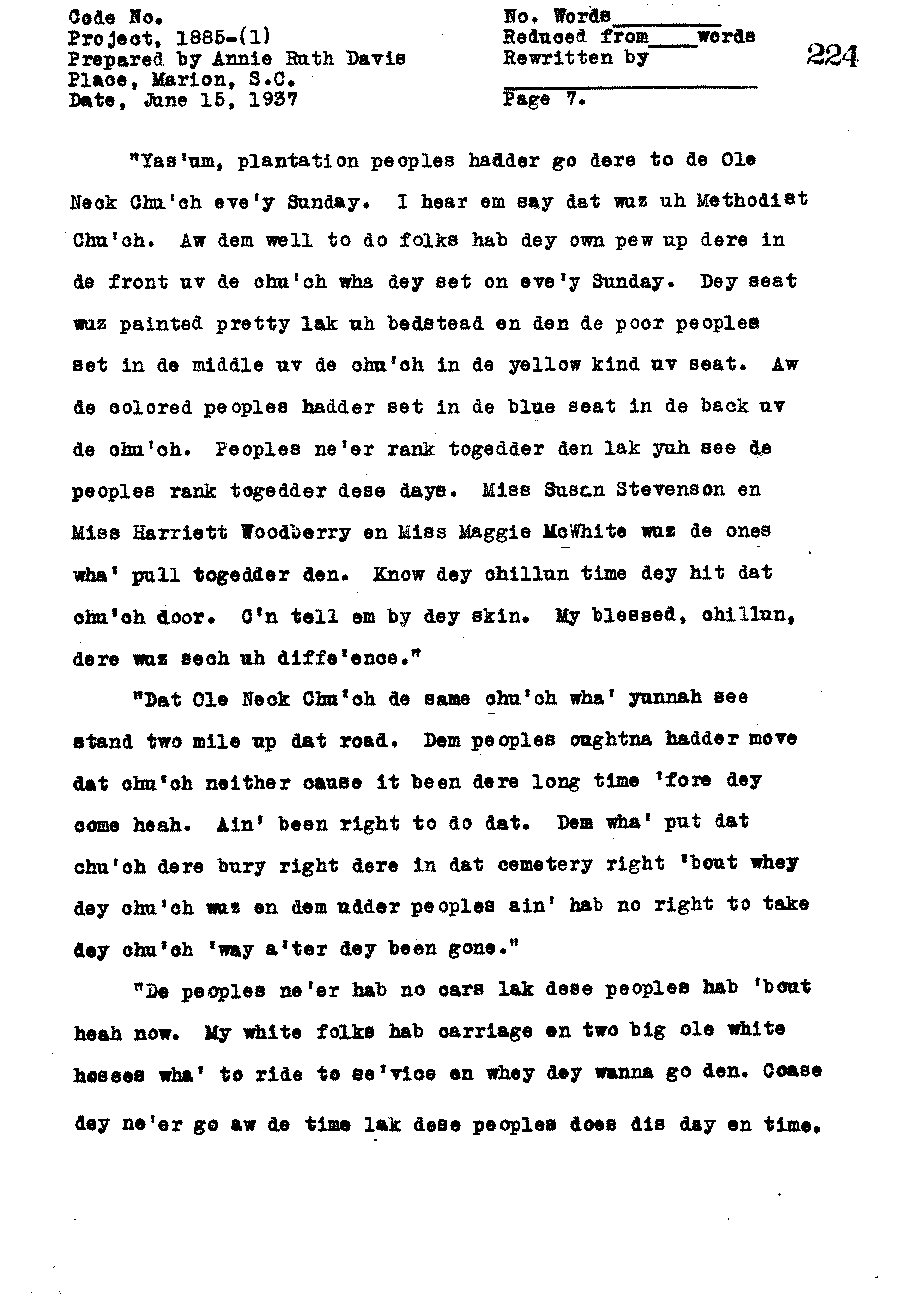 Code No.
Project, 1885-(1)
Prepared by Annie Ruth Davis
Place, Marion, S.C.
Date, June 15, 1937
No. Words__________
Reduced from____words
Rewritten by
Page 7.
224
"Yas'um, plantation peoples hadder go dere to de Ole
Neck Chu'ch eve'y Sunday. I hear em say dat wuz uh Methodist
Chu'ch. Aw dem well to do folks hab dey own pew up dere in
de front uv de chu'ch wha dey set on eve'y Sunday. Dey seat
wuz painted pretty lak uh bedstead en den de poor peoples
set in de middle uv de chu'ch in de yellow kind uv seat. Aw
de colored peoples hadder set in de blue seat in de back uv
de chu'ch. Peoples ne'er rank togedder den lak yuh see de
peoples rank togedder dese days. Miss Susan Stevenson en
Miss Harriett Woodberry en Miss Maggie McWhite wuz de ones
wha' pull togedder den. Know dey chillun time dey hit dat
chu'ch door. C'n tell em by dey skin. My blessed, chillun,
dere wuz sech uh diffe'ence."
"Dat Ole Neck Chu'ch de same chu'ch wha' yunnah see
stand two mile up dat road. Dem peoples oughtna hadder move
dat chu'ch neither cause it been dere long time 'fore dey
come heah. Ain' been right to do dat. Dem wha' put dat
chu'ch dere bury right dere in dat cemetery right 'bout whey
dey chu'ch wuz en dem udder peoples ain' hab no right to take
dey chu'ch 'way a'ter dey been gone."
"De peoples ne'er hab no cars lak dese peoples hab 'bout
heah now. My white folks hab carriage en two big ole white
hosses wha' to ride to se'vice en whey dey wanna go den. Coase
dey ne'er go aw de time lak dese peoples does dis day en time.